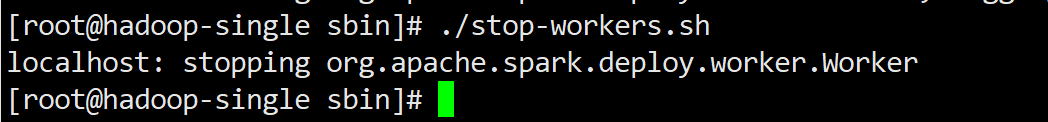 [root@hadoop-single sbin]# ./stop-workers.sh
localhost: stopping org.apache.spark.deploy.worker.Worker
[root@hadoop-single sbin]#